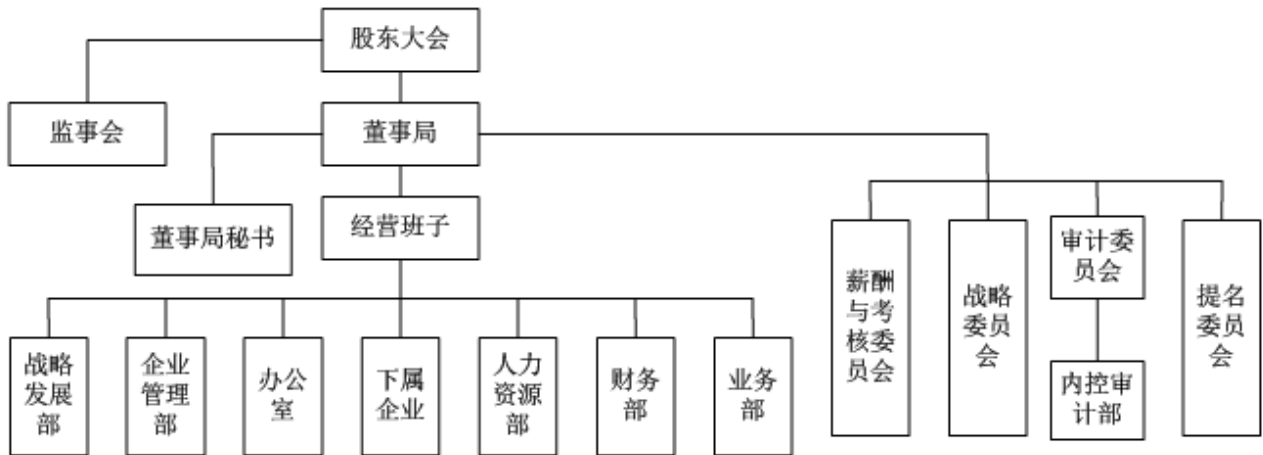 股东大会
监事会
董事局
董事局秘书
经营班子
战略
发展
部
企业
管理
部
办公
室
下属
企业
人力
资源
部
财务
部
业务
部
薪酬
与考
核委
员会
战略
委员
会
审计委
员会
内控审
计部
提名
委员
会